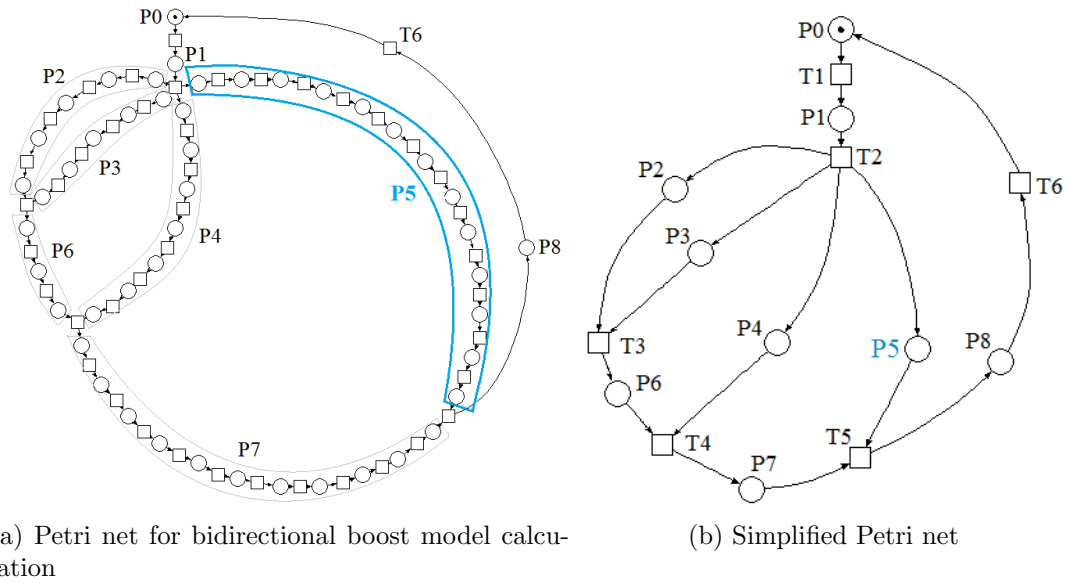 P0
T6
P1
P2
P3
P5
P4
P6
P8
P7
P0
T1
P1
T2
P2
T6
P3
P4
P5
P8
T3
P6
T4
T5
P7
a) Petri net for bidirectional boost model calcu-
ation
(b) Simplified Petri net